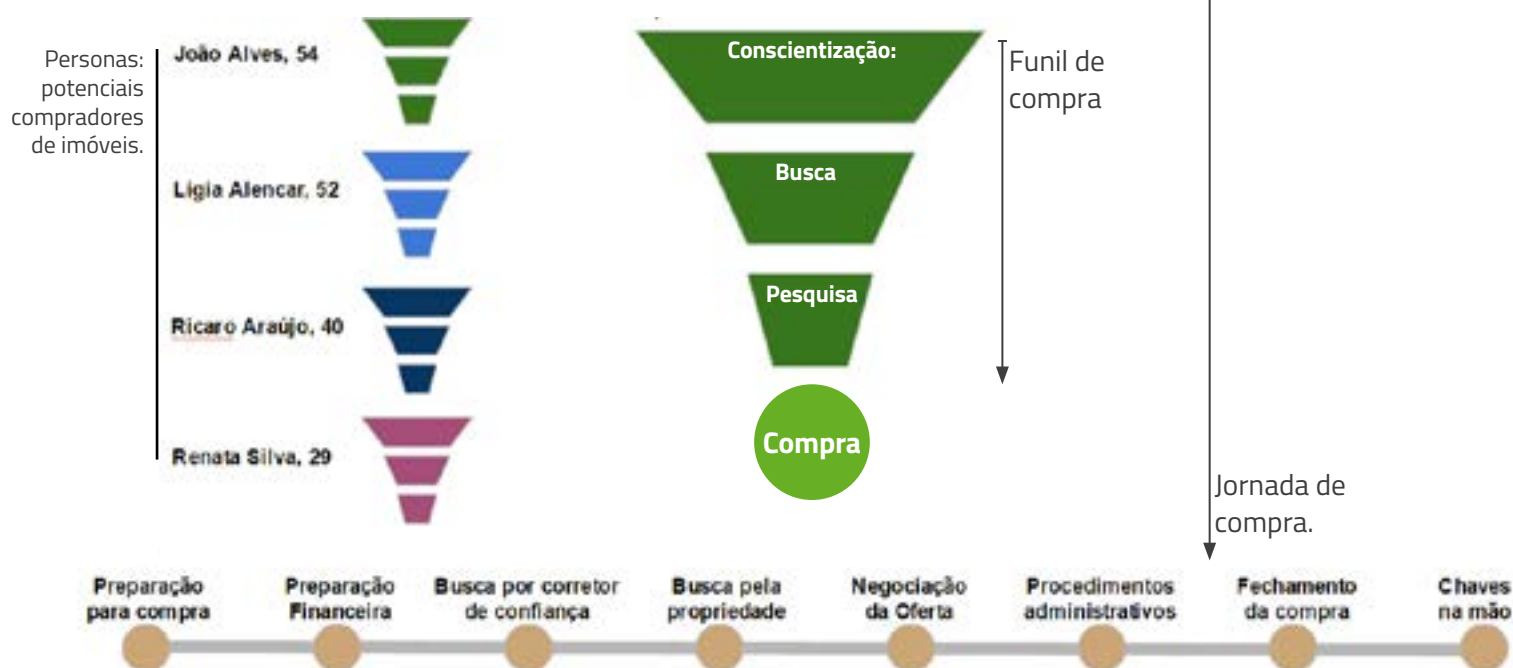 Personas:
potenciais
compradores
de imóveis.
João Alves, 54
Lígia Alencar, 52
Ricaro Araújo, 40
Renata Silva, 29
Conscientização:
Busca
Pesquisa
Compra
Funil de
compra
Jornada de
compra.
Preparação
para compra
Preparação
Financeira
Busca por corretor
de confiança
Busca pela
propriedade
Negociação
da Oferta
Procedimentos
administrativos
Fechamento
da compra
Chaves
na mão